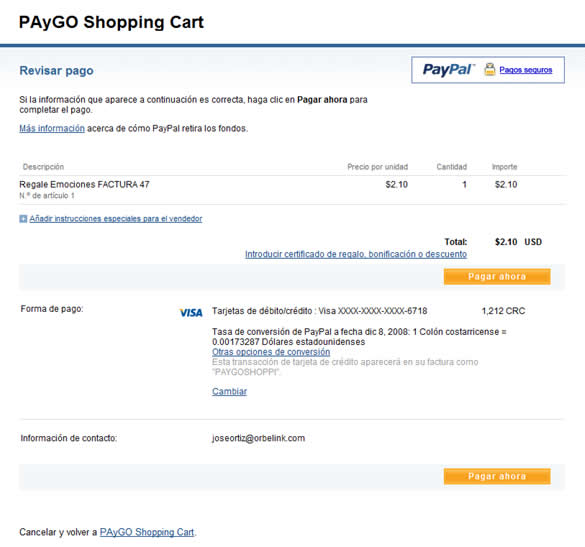 PAyGO Shopping Cart
Revisar pago
PayPal Pagos seguros
Si la información que aparece a continuación es correcta, haga clic en Pagar ahora para
completar el pago.
Más información acerca de cómo PayPal retira los fondos.
Descripción Precio por unidad Cantidad Importe
Regale Emociones FACTURA 47 $2.10 1 $2.10
N.º de artículo 1
Añadir instrucciones especiales para el vendedor
Total: $2.10 USD
Introducir certificado de regalo, bonificación o descuento
Pagar ahora
Forma de pago: VISA Tarjetas de débito/crédito : Visa XXXX-XXXX-XXXX-6718 1,212 CRC
Tasa de conversión de PayPal a fecha dic 8, 2008: 1 Colón costarricense =
0.00173287 Dólares estadounidenses
Otras opciones de conversión
Esta transacción de tarjeta de crédito aparecerá en su factura como
"PAYGOSHOPPI".
Cambiar
Información de contacto: joseortiz@orbelink.com
Pagar ahora
Cancelar y volver a PAyGO Shopping Cart.